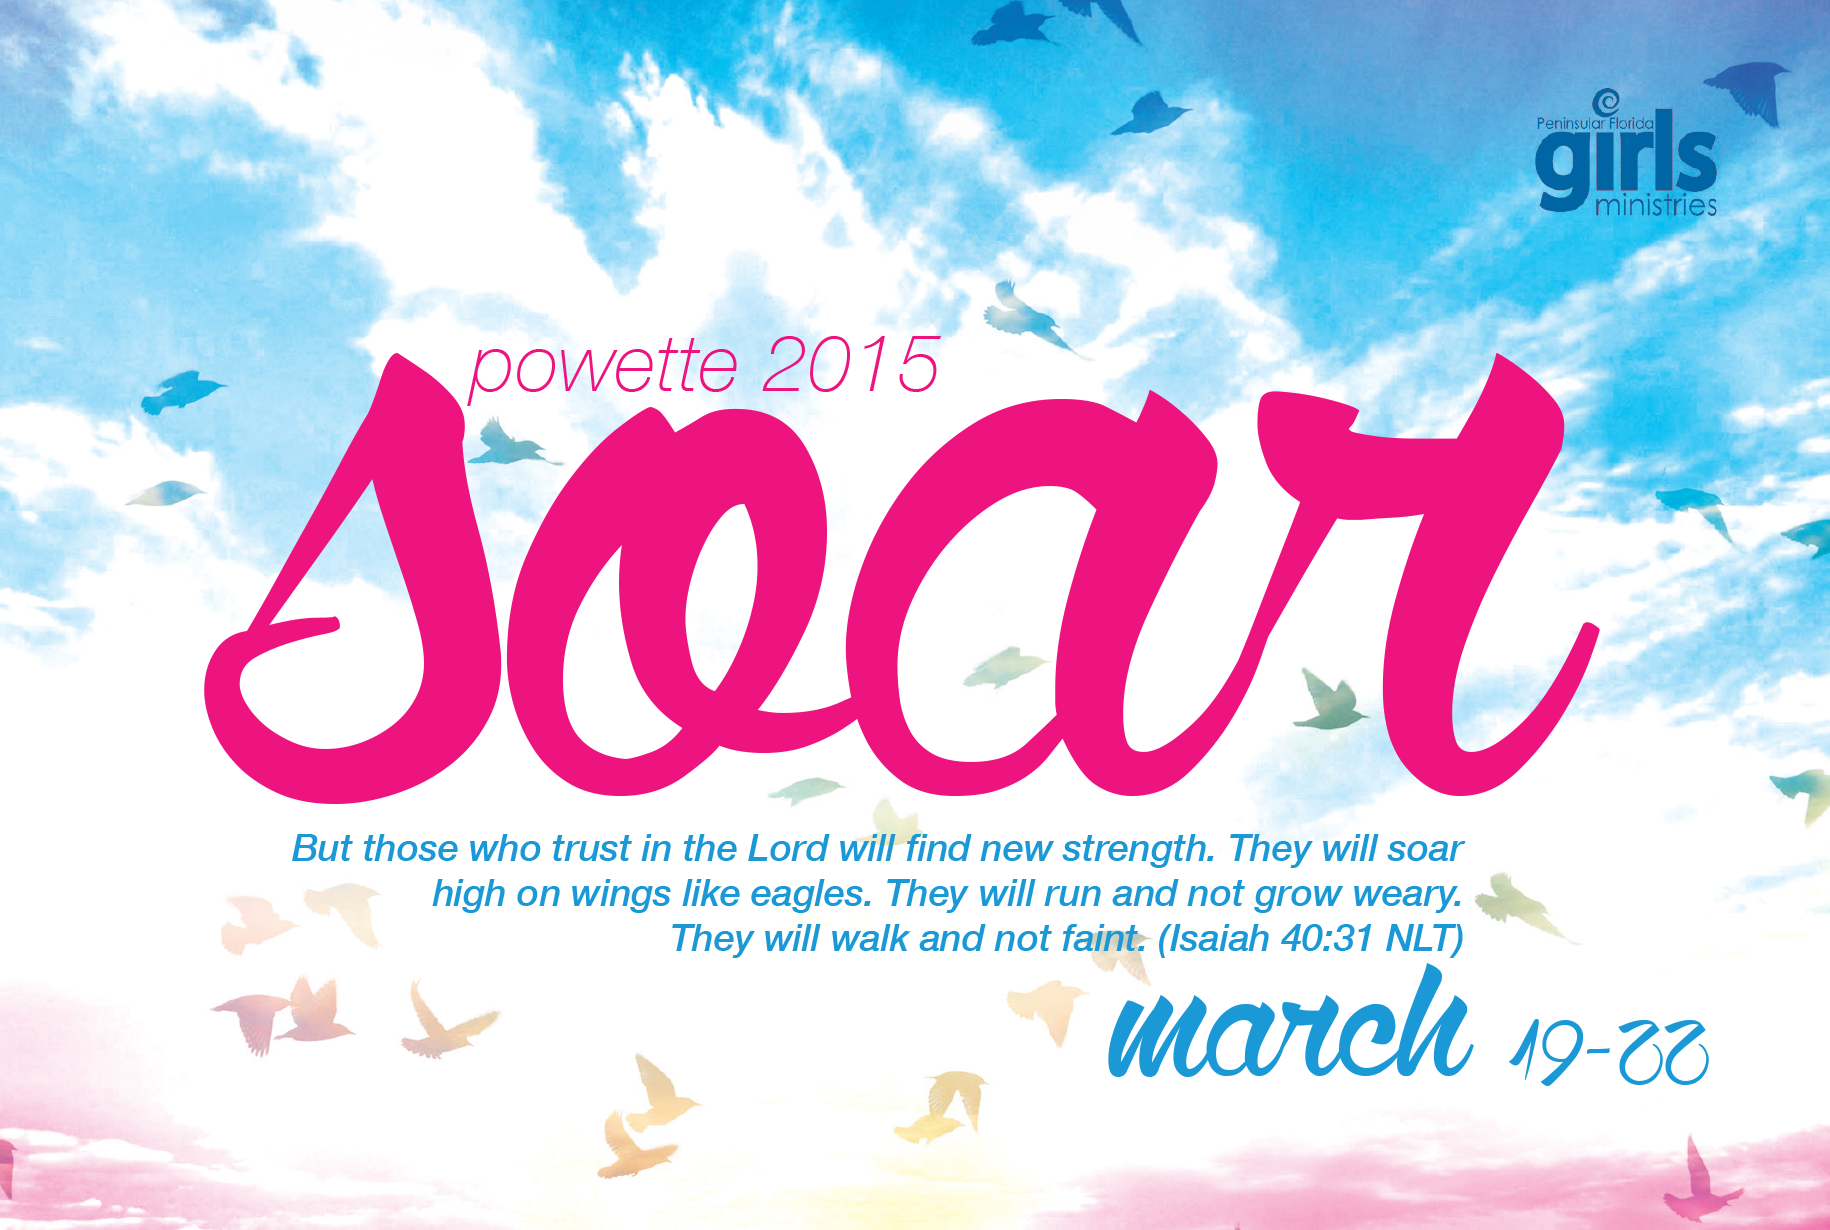 Peninsular Florida
girls
ministries
powette 2015
soar
But those who trust in the Lord will find new strength. They will soar
high on wings like eagles. They will run and not grow weary.
They will walk and not faint. (Isaiah 40:31 NLT)
march 19-22